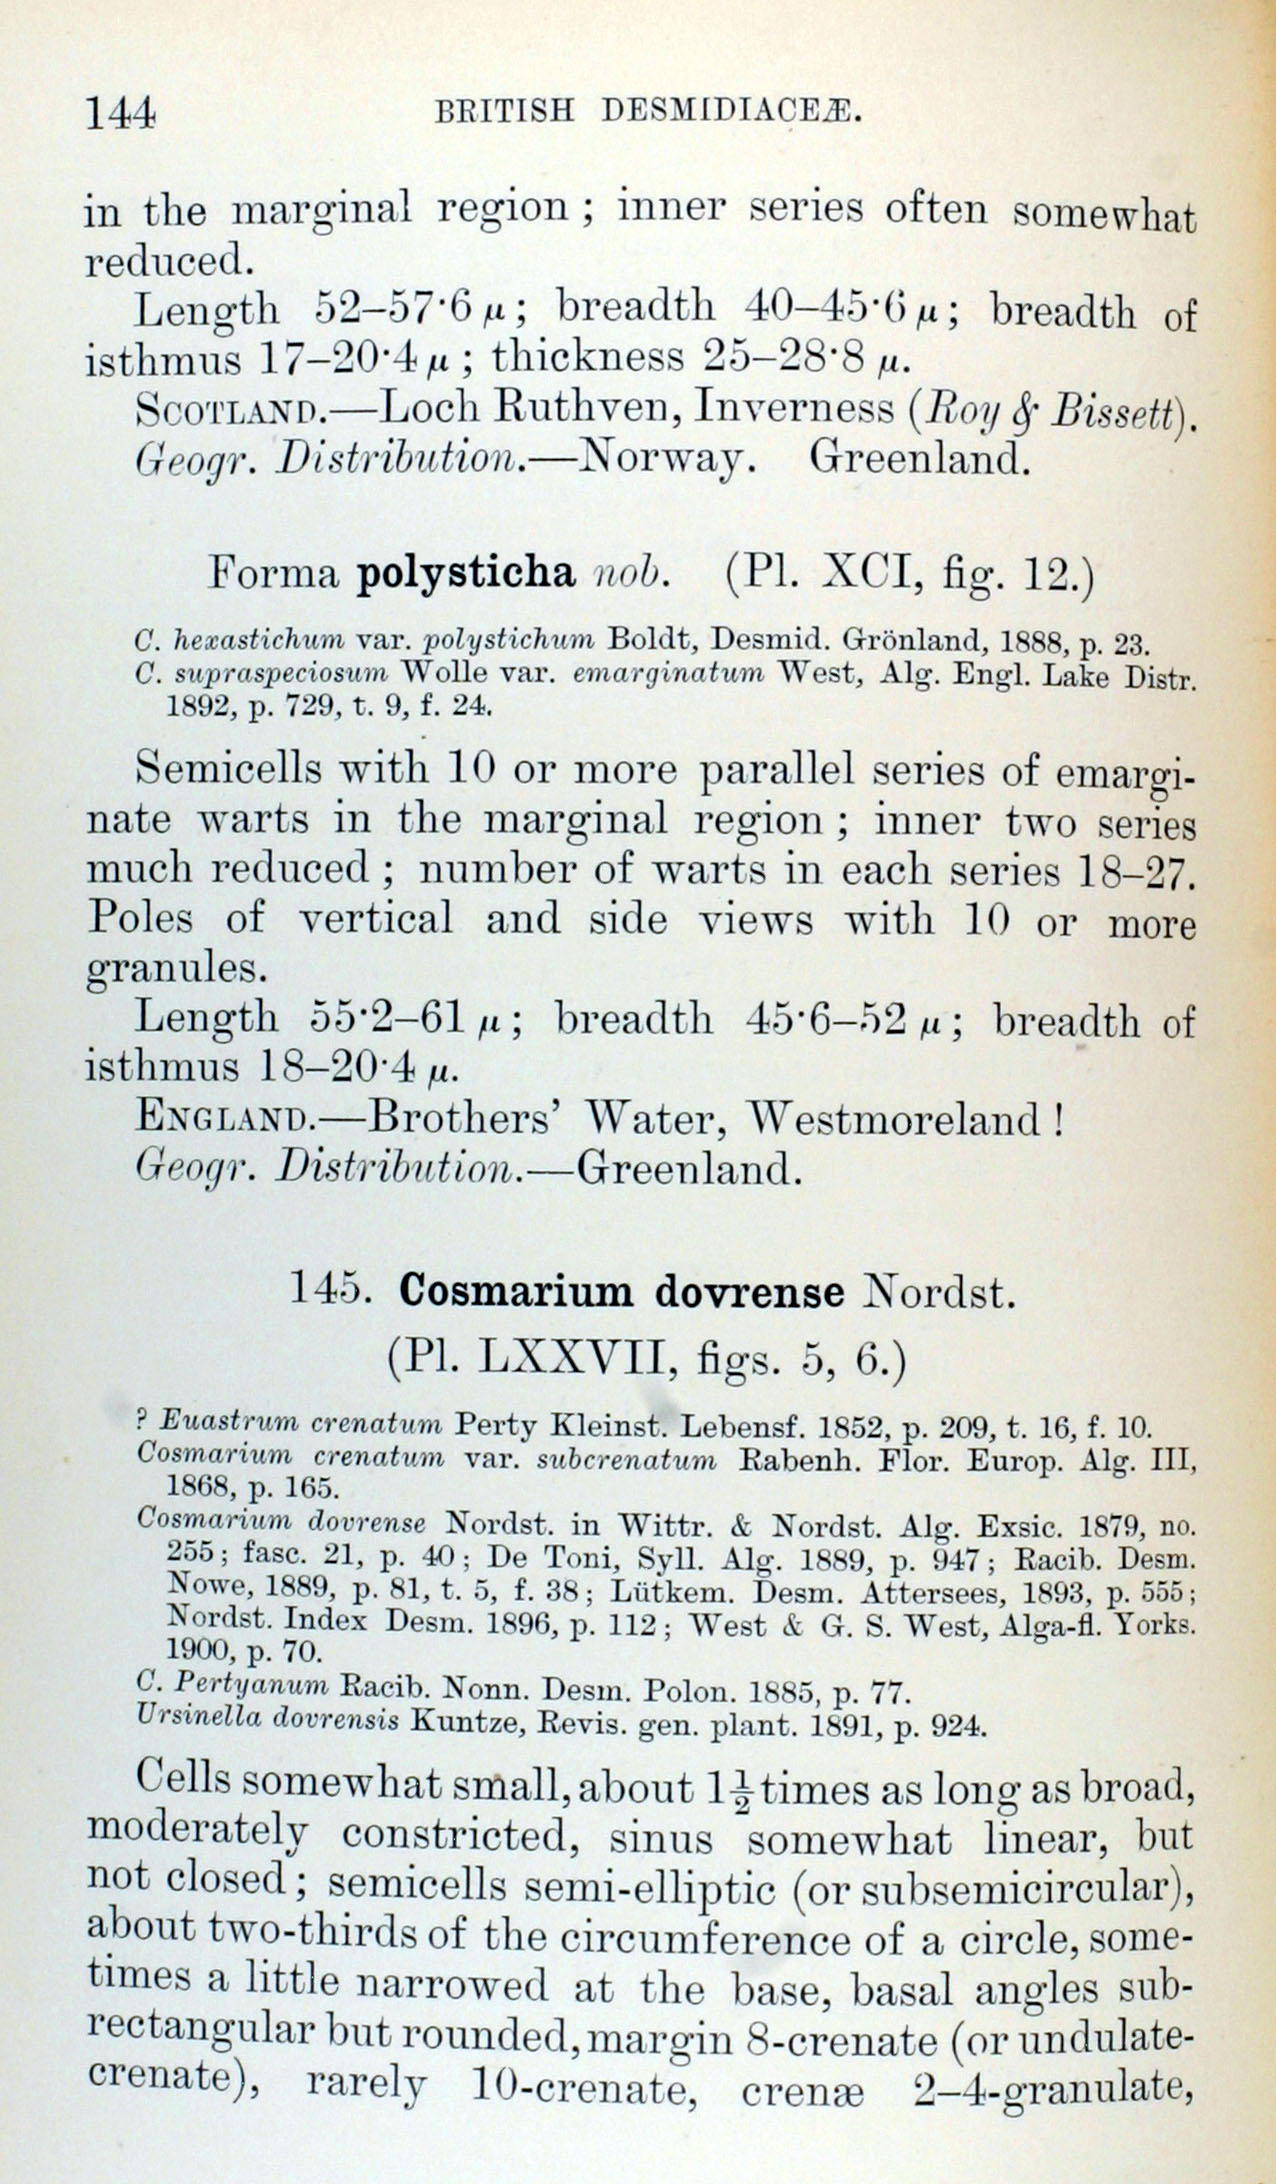 144
BRITISH DESMIDIACEÆ.
in the marginal region ; inner series often somewhat
reduced.
Length 52–57·6 µ ; breadth 40–45·6 µ ; breadth of
isthmus 17–20·4 µ ; thickness 25–28·8 µ.
SCOTLAND.—Loch Ruthven, Inverness (Roy & Bissett).
Geogr. Distribution.—Norway. Greenland.
Forma polysticha nob. (Pl. XCI, fig. 12.)
C. hexastichum var. polystichum Boldt, Desmid. Grönland, 1888, p. 23.
C. supraspeciosum Wolle var. emarginatum West, Alg. Engl. Lake Distr.
1892, p. 729, t. 9, f. 24.
Semicells with 10 or more parallel series of emargi-
nate warts in the marginal region ; inner two series
much reduced ; number of warts in each series 18–27.
Poles of vertical and side views with 10 or more
granules.
Length 55·2–61 µ ; breadth 45·6–52 µ ; breadth of
isthmus 18–20·4 µ.
ENGLAND.—Brothers’ Water, Westmoreland !
Geogr. Distribution.—Greenland.
145. Cosmarium dovrense Nordst.
(Pl. LXXVII, figs. 5, 6.)
? Euastrum crenatum Perty Kleinst. Lebensf. 1852, p. 209, t. 16, f. 10.
Cosmarium crenatum var. subcrenatum Rabenh. Flor. Europ. Alg. III,
1868, p. 165.
Cosmarium dovrense Nordst. in Wittr. & Nordst. Alg. Exsic. 1879, no.
255 ; fasc. 21, p. 40 ; De Toni, Syll. Alg. 1889, p. 947 ; Racib. Desm.
Nowe, 1889, p. 81, t. 5, f. 38 ; Lütkem. Desm. Attersees, 1893, p. 555 ;
Nordst. Index Desm. 1896, p. 112 ; West & G. S. West, Alga-fl. Yorks.
1900, p. 70.
C. Pertyanum Racib. Nonn. Desm. Polon. 1885, p. 77.
Ursinella dovrensis Kuntze, Revis. gen. plant. 1891, p. 924.
Cells somewhat small, about 1½ times as long as broad,
moderately constricted, sinus somewhat linear, but
not closed ; semicells semi-elliptic (or subsemicircular),
about two-thirds of the circumference of a circle, some-
times a little narrowed at the base, basal angles sub-
rectangular but rounded, margin 8-crenate (or undulate-
crenate), rarely 10-crenate, crenæ 2–4-granulate,